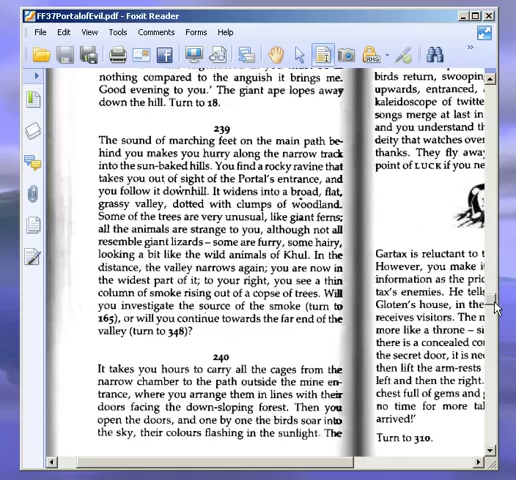 FF37PortalofEvil.pdf - Foxit Reader
File Edit View Tools Comments Forms Help
nothing compared to the anguish it brings me.
Good evening to you.' The giant ape lopes away
down the hill. Turn to 18.
239
The sound of marching feet on the main path be-
hind you makes you hurry along the narrow track
into the sun-baked hills. You find a rocky ravine that
takes you out of sight of the Portal's entrance, and
you follow it downhill. It widens into a broad, flat,
grassy valley, dotted with clumps of woodland.
Some of the trees are very unusual, like giant ferns;
all the animals are strange to you, although not all
resemble giant lizards – some are furry, some hairy,
looking a bit like the wild animals of Khul. In the
distance, the valley narrows again; you are now in
the widest part of it; to your right, you see a thin
column of smoke rising out of a copse of trees. Will
you investigate the source of the smoke (turn to
165), or will you continue towards the far end of the
valley (turn to 348)?
240
It takes you hours to carry all the cages from the
narrow chamber to the path outside the mine en-
trance, where you arrange them in lines with their
doors facing the down-sloping forest. Then you
open the doors, and one by one the birds soar into
the sky, their colours flashing in the sunlight. The
birds return, swoopin
upwards, entranced,
kaleidoscope of twitte
songs merge at last in
and you understand th
deity that watches over
thanks. They fly away
point of LUCK if you ne
Gartax is reluctant to t
However, you make it
information as the pric
tax's enemies. He tells
Gloten's house, in the
receives visitors. The m
more like a throne – si
there is a concealed co
the secret door, it is ne
then lift the arm-rests
left and then the right.
chest full of gems and g
no time for more tal
arrived!'
Turn to 310.